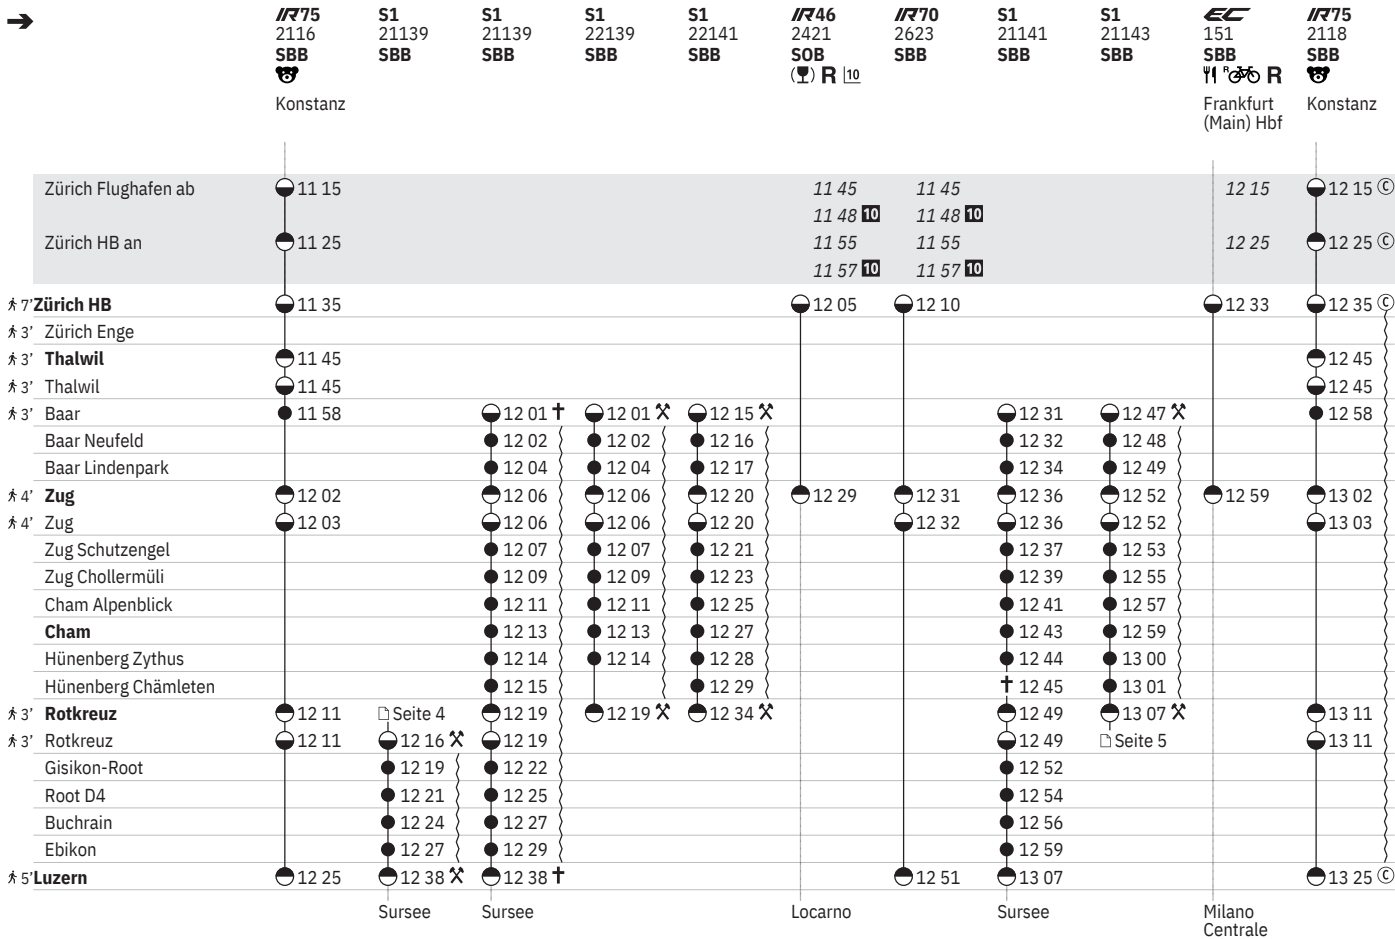 ➔ IR75 S1 S1 S1 S1 IR46 IR70 S1 S1 EC IR75
2116 21139 21139 22139 22141 2421 2623 21141 21143 151 2118
SBB SBB SBB SBB SBB SOB SBB SBB SBB SBB SBB
R 10 R R
Konstanz Frankfurt Konstanz
(Main) Hbf
Zürich Flughafen ab 11 15 11 45 11 45 12 15 12 15 C
11 48 10 11 48 10
Zürich HB an 11 25 11 55 11 55 12 25 12 25 C
11 57 10 11 57 10
7' Zürich HB 11 35 12 05 12 10 12 33 12 35 C
3' Zürich Enge
3' Thalwil 11 45 12 45
3' Thalwil 11 45 12 45
3' Baar 11 58 12 01 † 12 01 ⚒ 12 15 ⚒ 12 31 12 47 ⚒ 12 58
Baar Neufeld 12 02 12 02 12 16 12 32 12 48
Baar Lindenpark 12 04 12 04 12 17 12 34 12 49
4' Zug 12 02 12 06 12 06 12 20 12 29 12 31 12 36 12 52 12 59 13 02
4' Zug 12 03 12 06 12 06 12 20 12 32 12 36 12 52 13 03
Zug Schutzengel 12 07 12 07 12 21 12 37 12 53
Zug Chollermüli 12 09 12 09 12 23 12 39 12 55
Cham Alpenblick 12 11 12 11 12 25 12 41 12 57
Cham 12 13 12 13 12 27 12 43 12 59
Hünenberg Zythus 12 14 12 14 12 28 12 44 13 00
Hünenberg Chämleten 12 15 12 29 † 12 45 13 01
3' Rotkreuz 12 11 Seite 4 12 19 12 19 ⚒ 12 34 ⚒ 12 49 13 07 ⚒ 13 11
3' Rotkreuz 12 11 12 16 ⚒ 12 19 12 49 Seite 5 13 11
Gisikon-Root 12 19 12 22 12 52
Root D4 12 21 12 25 12 54
Buchrain 12 24 12 27 12 56
Ebikon 12 27 12 29 12 59
5' Luzern 12 25 12 38 ⚒ 12 38 † 12 51 13 07 13 25 C
Sursee Sursee Locarno Sursee Milano
Centrale